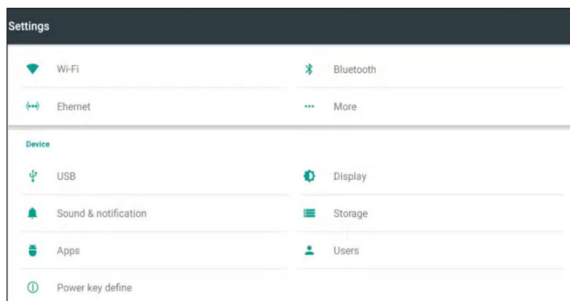 Settings
Wi-Fi
Bluetooth
Ehernet
More
Device
USB
Display
Sound & notification
Storage
Apps
Users
Power key define